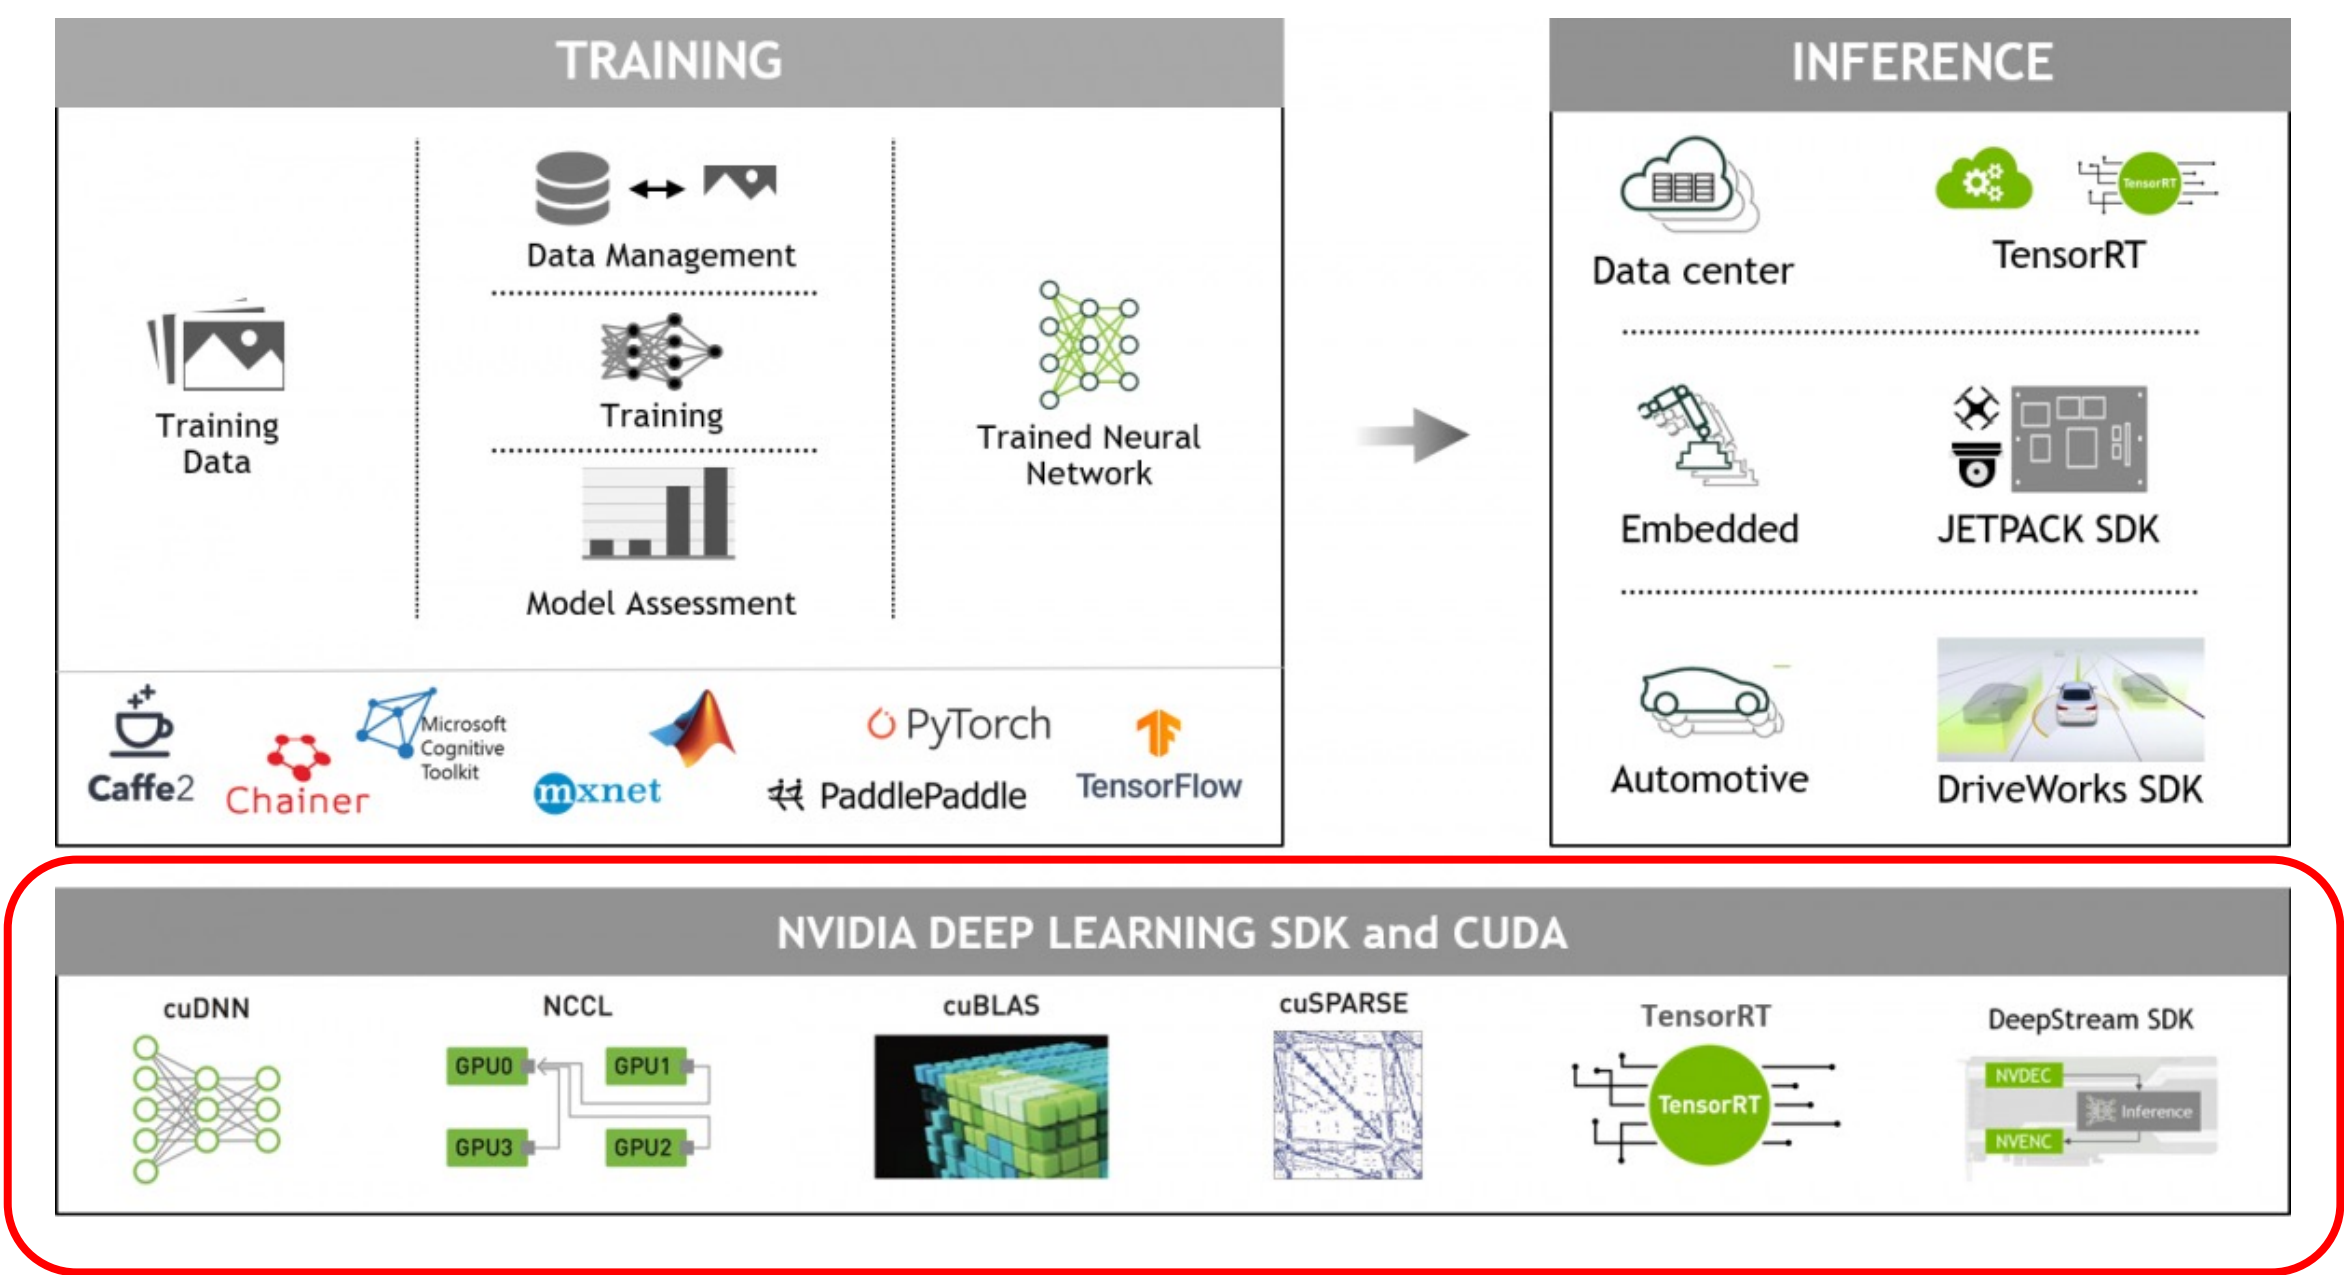 TRAINING
Training
Data
Data Management
Training
Model Assessment
Trained Neural
Network
Caffe2
Chainer
Microsoft
Cognitive
Toolkit
mxnet
PyTorch
PaddlePaddle
TensorFlow
INFERENCE
Data center
TensorRT
TensorRT
Embedded
JETPACK SDK
Automotive
DriveWorks SDK
NVIDIA DEEP LEARNING SDK and CUDA
cuDNN
NCCL
GPU0
GPU1
GPU3
GPU2
cuBLAS
cuSPARSE
TensorRT
TensorRT
DeepStream SDK
NVDEC
Inference
NVENC